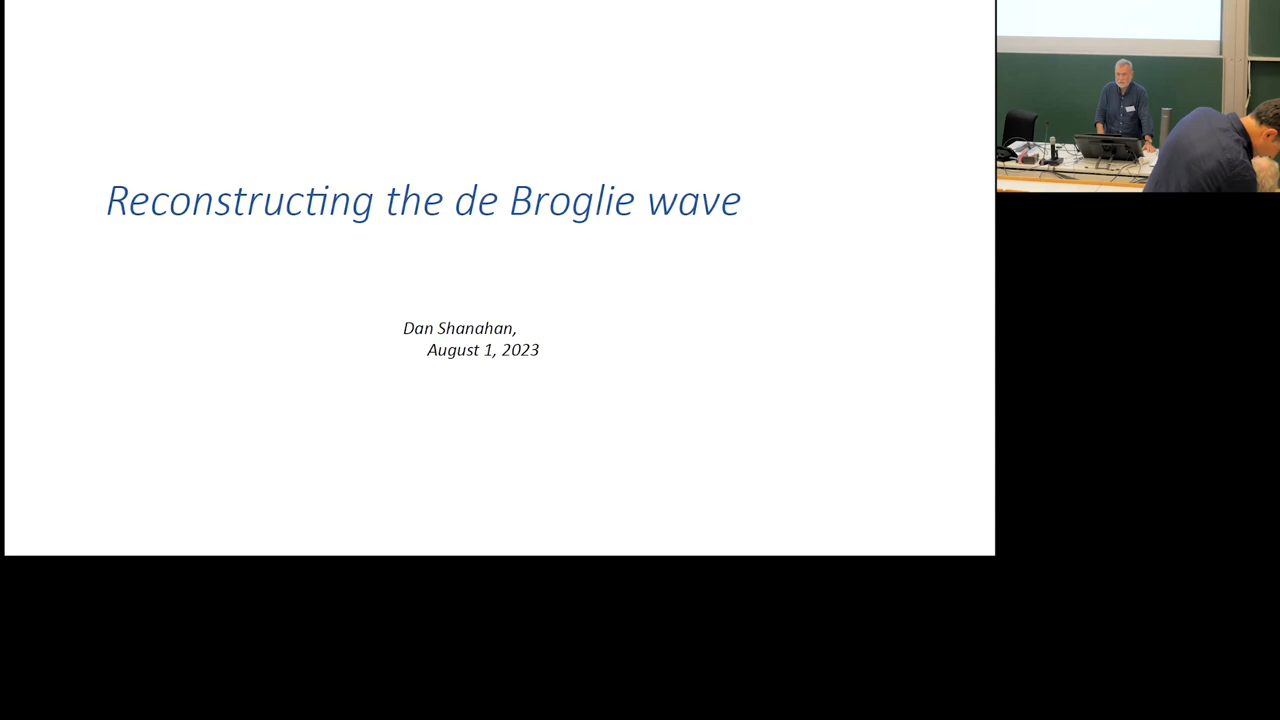 Reconstructing the de Broglie wave
Dan Shanahan,
August 1, 2023